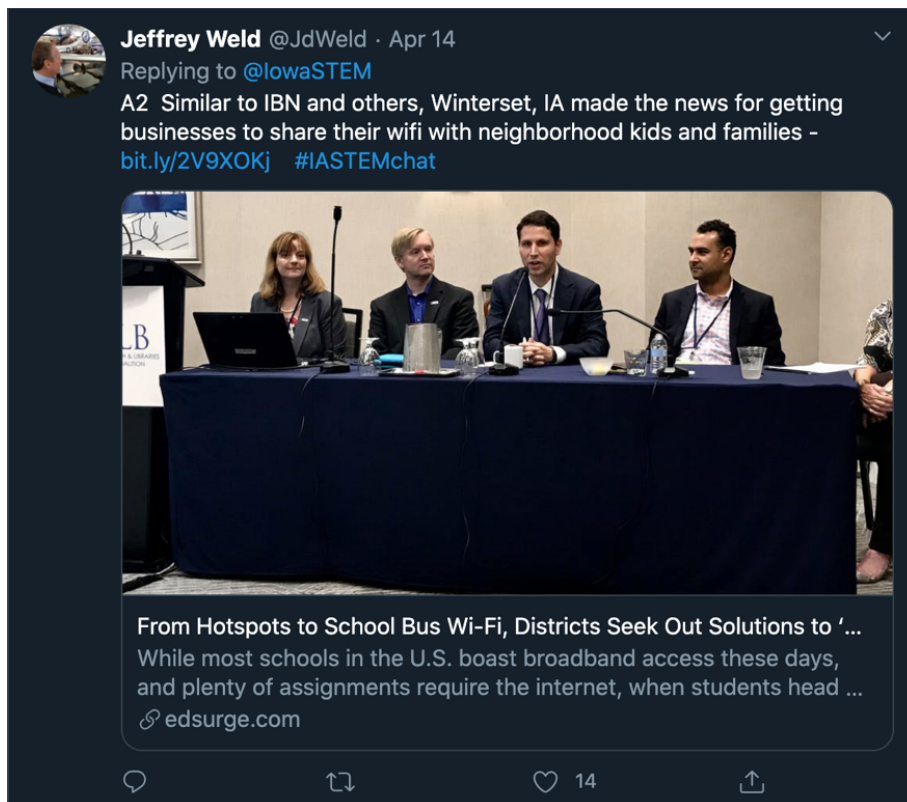 Jeffrey Weld @JdWeld · Apr 14
Replying to @IowaSTEM
A2 Similar to IBN and others, Winterset, IA made the news for getting
businesses to share their wifi with neighborhood kids and families -
bit.ly/2V9XOKj #IASTEMchat
LB
& LIBRARIES
From Hotspots to School Bus Wi-Fi, Districts Seek Out Solutions to ‘...
While most schools in the U.S. boast broadband access these days,
and plenty of assignments require the internet, when students head ...
edsurge.com
14